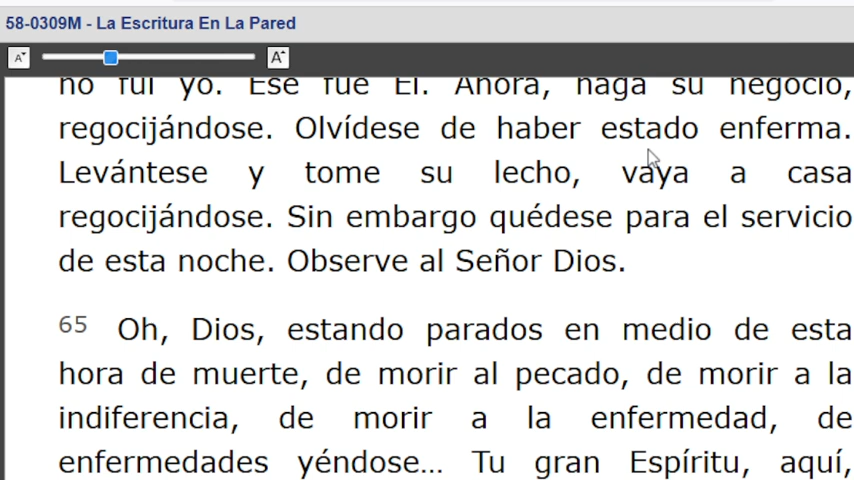 58-0309M - La Escritura En La Pared
A A
no fui yo. Ese fue Él. Ahora, haga su negocio,
regocijándose. Olvídese de haber estado enferma.
Levántese y tome su lecho, vaya a casa
regocijándose. Sin embargo quédese para el servicio
de esta noche. Observe al Señor Dios.
65 Oh, Dios, estando parados en medio de esta
hora de muerte, de morir al pecado, de morir a la
indiferencia, de morir a la enfermedad, de
enfermedades yéndose... Tu gran Espíritu, aquí,